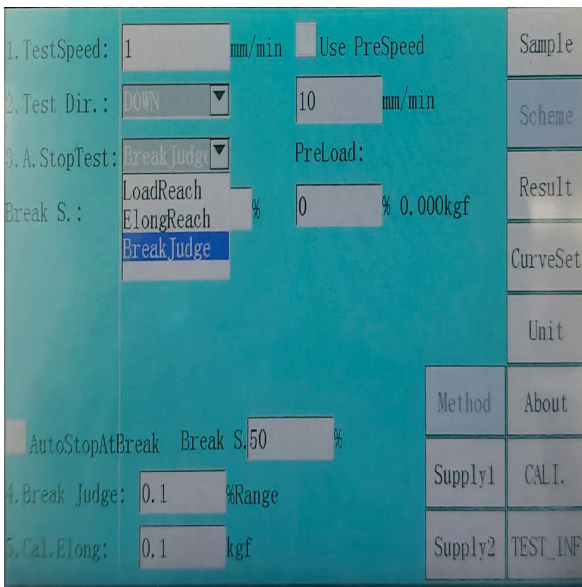 1.TestSpeed: 1 mm/min Use PreSpeed
2.Test Dir.: DOWN 10 mm/min
3.A.StopTest: BreakJudge PreLoad:
LoadReach
Break S.: ElongReach % 0 % 0.000kgf
BreakJudge
AutoStopAtBreak Break S. 50 %
4.Break Judge: 0.1 %Range
5.Cal.Elong: 0.1 kgf
Sample
Scheme
Result
CurveSet
Unit
Method About
Supply1 CALI.
Supply2 TEST_INF